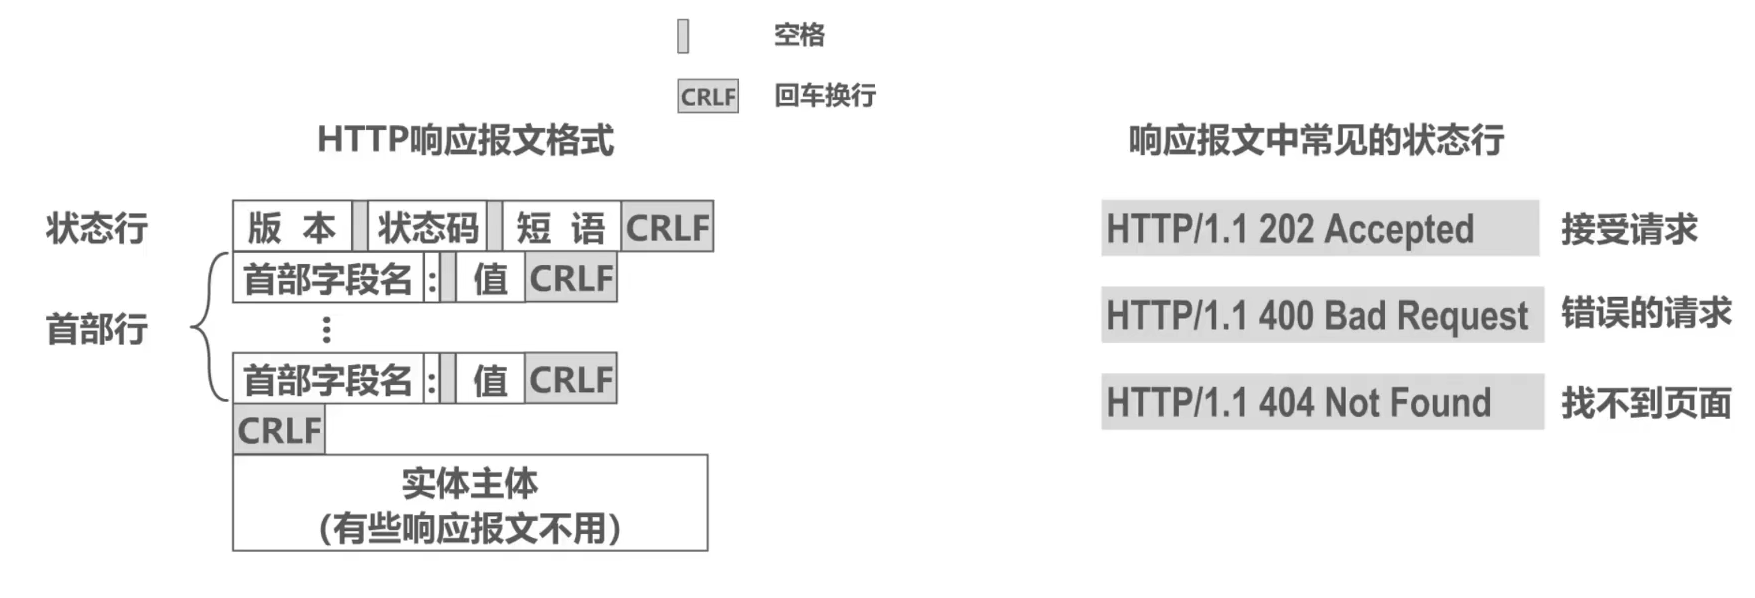 空格
CRLF 回车换行
HTTP响应报文格式
响应报文中常见的状态行
状态行 版 本 状态码 短 语 CRLF
首部字段名 : 值 CRLF
首部行
⋮
首部字段名 : 值 CRLF
CRLF
实体主体
（有些响应报文不用）
HTTP/1.1 202 Accepted 接受请求
HTTP/1.1 400 Bad Request 错误的请求
HTTP/1.1 404 Not Found 找不到页面